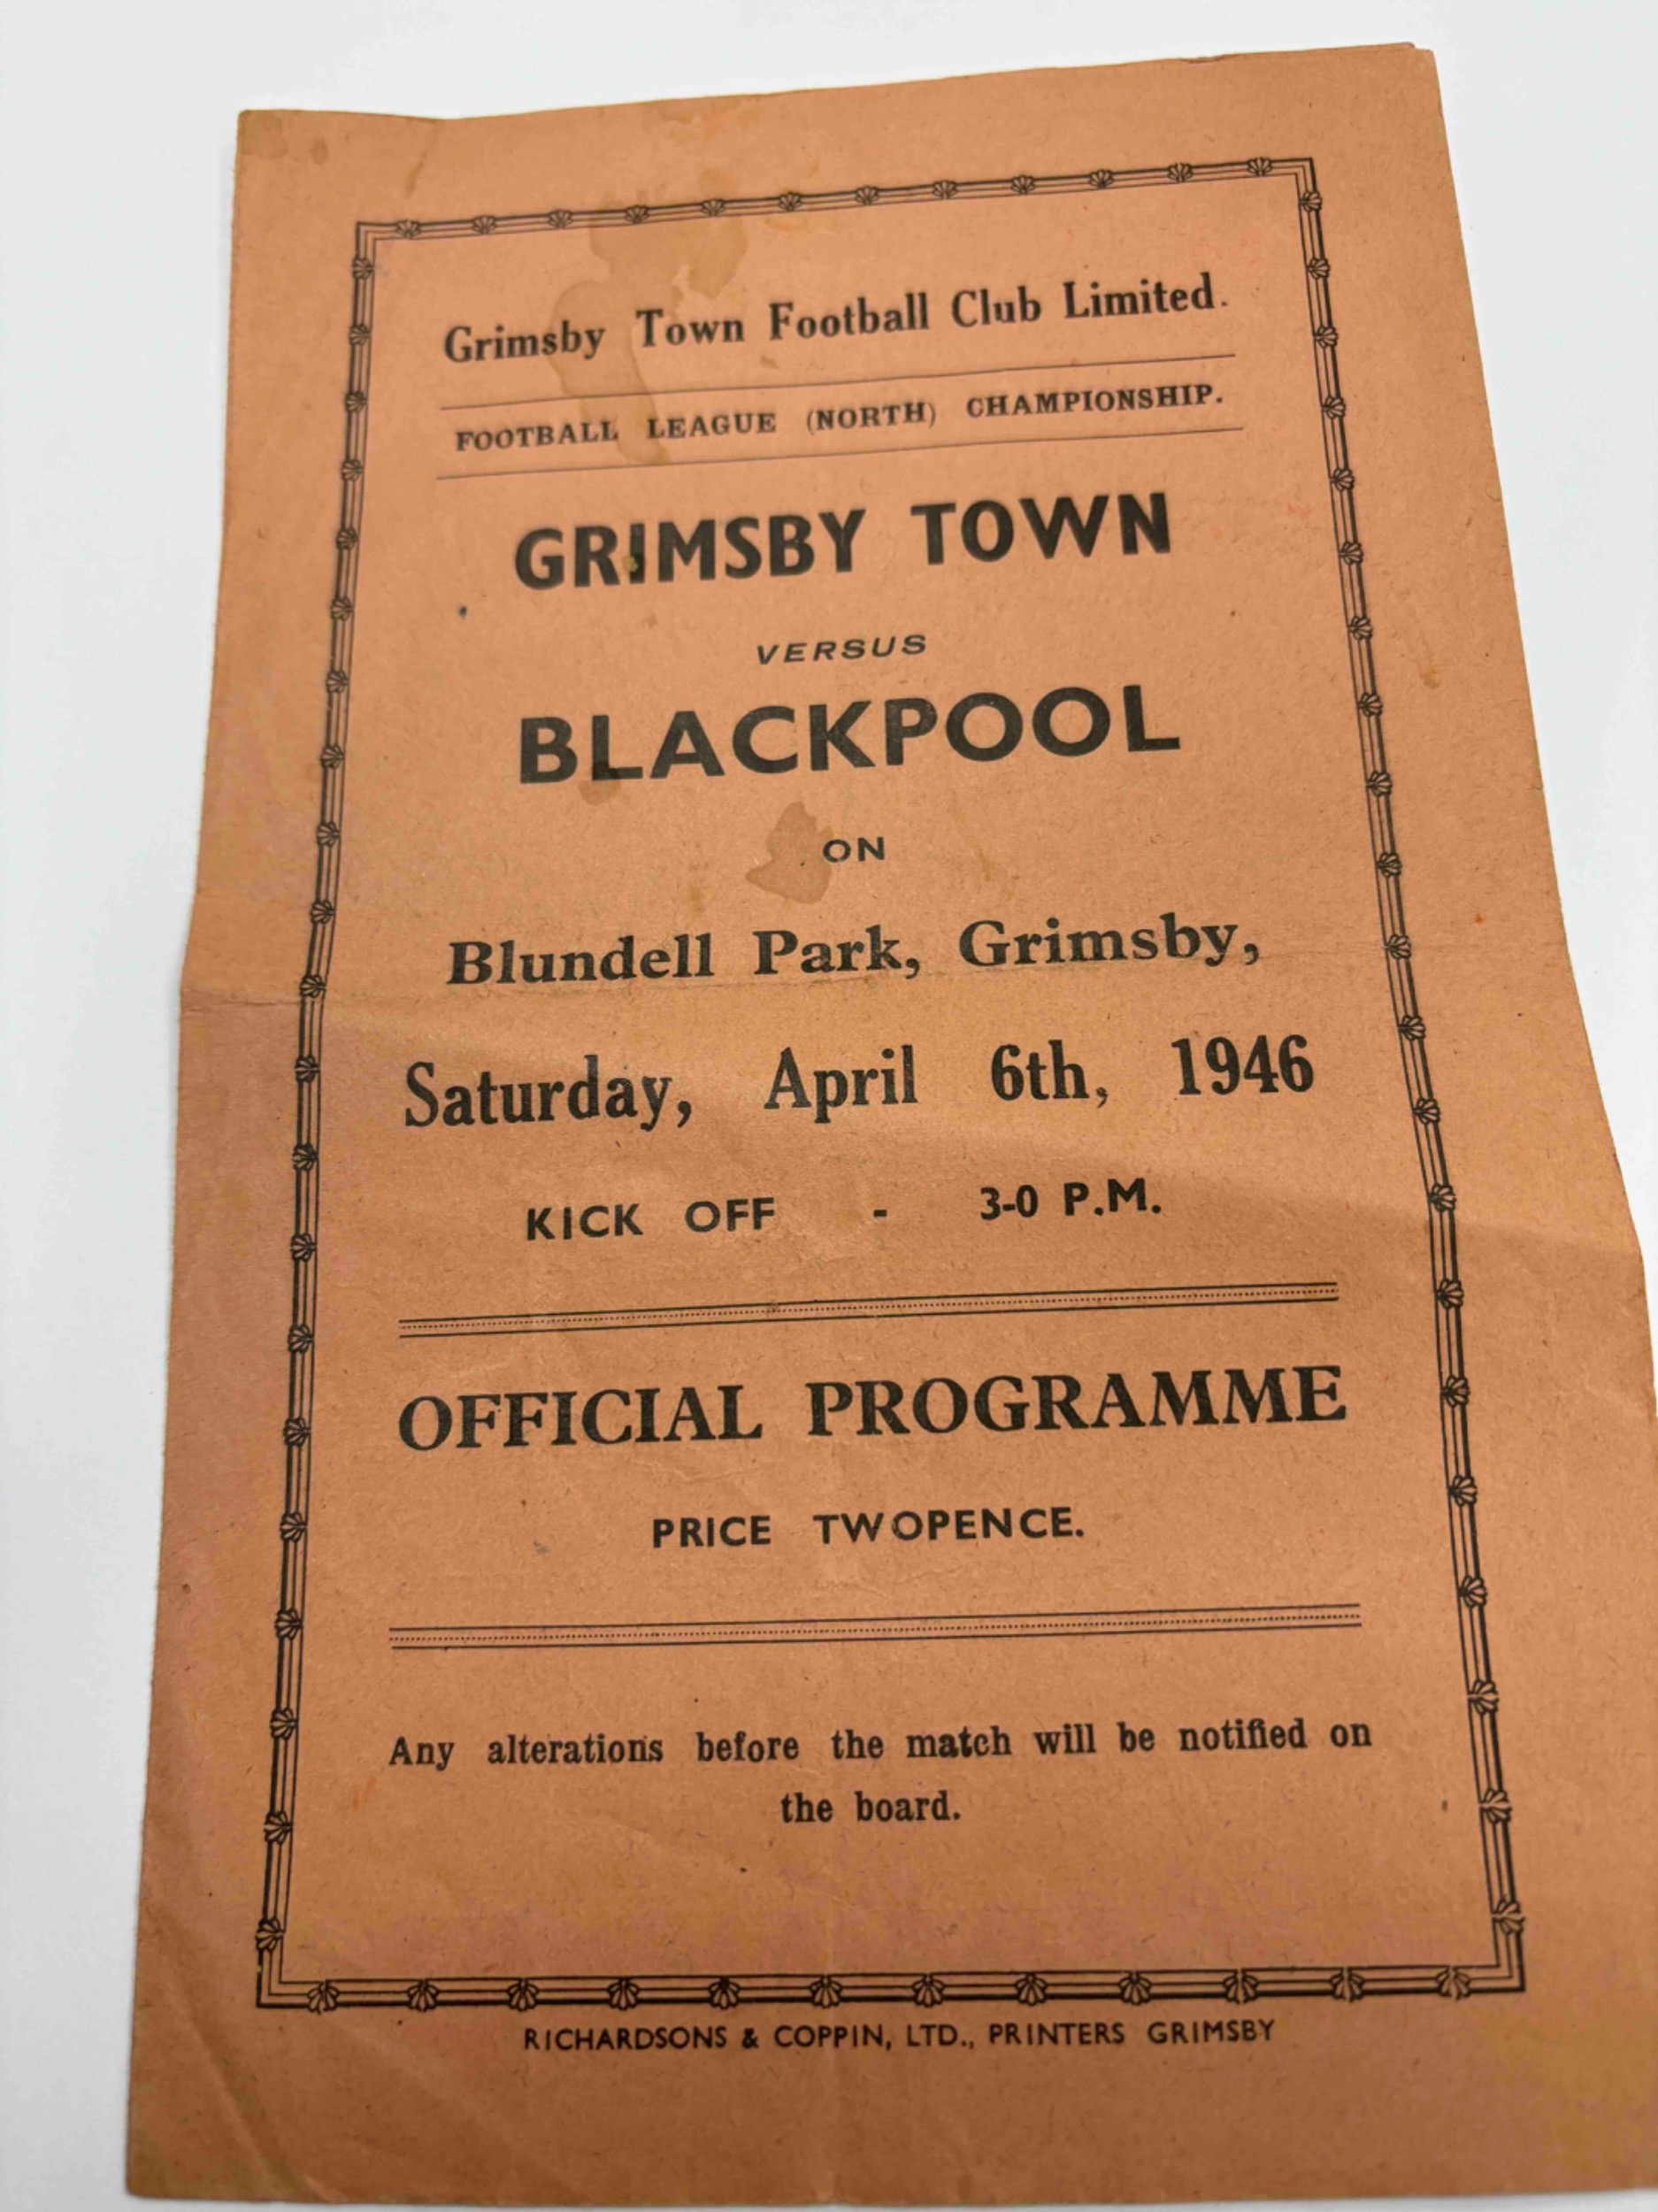 Grimsby Town Football Club Limited.
FOOTBALL LEAGUE (NORTH) CHAMPIONSHIP.
GRIMSBY TOWN
VERSUS
BLACKPOOL
ON
Blundell Park, Grimsby,
Saturday, April 6th, 1946
KICK OFF - 3-0 P.M.
OFFICIAL PROGRAMME
PRICE TWOPENCE.
Any alterations before the match will be notified on
the board.
RICHARDSONS & COPPIN, LTD., PRINTERS GRIMSBY